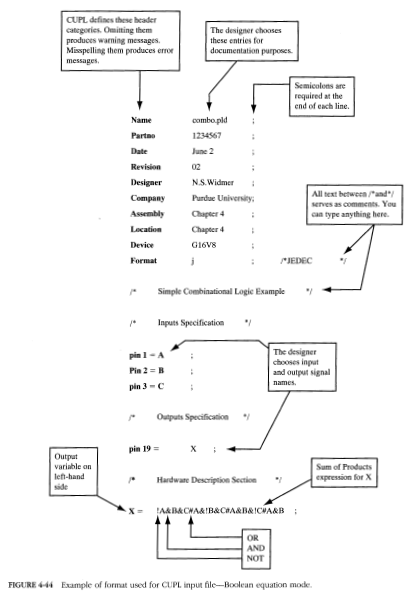 CUPL defines these header
categories. Omitting them
produces warning messages.
Misspelling them produces error
messages.
The designer chooses
these entries for
documentation purposes.
Semicolons are
required at the
end of each line.
Name combo.pld ;
Partno 1234567 ;
Date June 2 ;
Revision 02 ;
Designer N.S.Widmer ;
Company Purdue University;
Assembly Chapter 4 ;
Location Chapter 4 ;
Device G16V8 ;
Format j ; /*JEDEC */
All text between /*and*/
serves as comments. You
can type anything here.
/* Simple Combinational Logic Example */
/* Inputs Specification */
pin 1 = A ;
Pin 2 = B ;
pin 3 = C ;
The designer
chooses input
and output signal
names.
/* Outputs Specification */
pin 19 = X ;
Output
variable on
left-hand
side
/* Hardware Description Section */
Sum of Products
expression for X
X = !A&B&C#A&!B&C#A&B&!C#A&B ;
OR
AND
NOT
FIGURE 4-44 Example of format used for CUPL input file—Boolean equation mode.